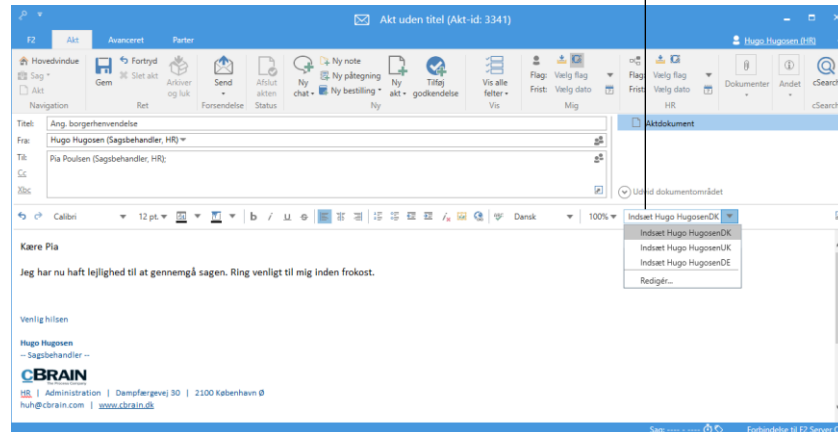 Akt uden titel (Akt-id: 3341)
F2 Akt Avanceret Parter Hugo Hugosen (HR)
Hovedvindue
Sag
Akt
Navigation
Gem
Fortryd
Slet akt
Arkiver og luk
Ret
Send
Forsendelse
Afslut akten
Status
Ny chat
Ny note
Ny påtegning
Ny bestilling
Ny akt
Tilføj godkendelse
Ny
Vis alle felter
Vis
Flag: Vælg flag
Frist: Vælg dato
Mig
Flag: Vælg flag
Frist: Vælg dato
HR
Dokumenter
Andet
cSearch
cSearch
Titel: Ang. borgerhenvendelse
Fra: Hugo Hugosen (Sagsbehandler, HR)
Til: Pia Poulsen (Sagsbehandler, HR);
Cc
Xbc
Aktdokument
Udvid dokumentområdet
Calibri 12 pt. b / u Dansk 100% Indsæt Hugo HugosenDK
Indsæt Hugo HugosenDK
Indsæt Hugo HugosenUK
Indsæt Hugo HugosenDE
Redigér...
Kære Pia
Jeg har nu haft lejlighed til at gennemgå sagen. Ring venligt til mig inden frokost.
Venlig hilsen
Hugo Hugosen
-- Sagsbehandler --
CBRAIN
The Process Company
HR | Administration | Dampfærgevej 30 | 2100 København Ø
huh@cbrain.com | www.cbrain.dk
Sag: ---- - ---- Forbindelse til F2 Server